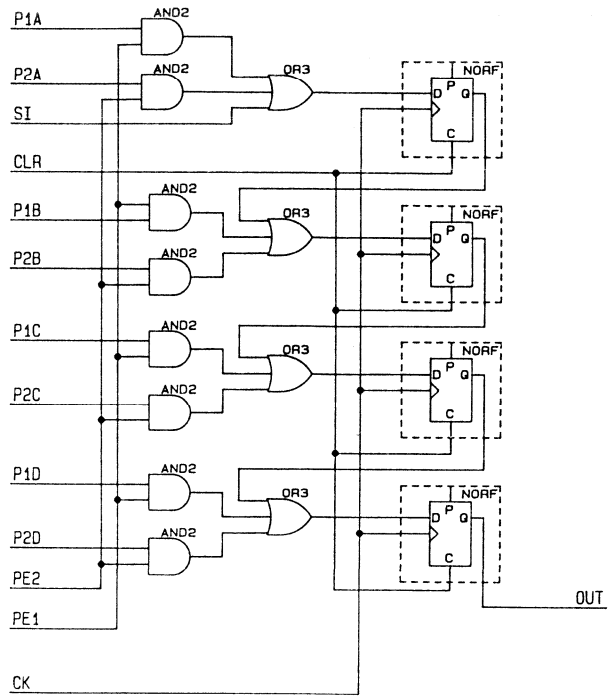 P1A
AND2
P2A
AND2
OR3
NORF
P
D Q
C
SI
CLR
AND2
P1B
OR3
NORF
P
D Q
C
AND2
P2B
AND2
P1C
OR3
NORF
P
D Q
C
AND2
P2C
AND2
P1D
OR3
NORF
P
D Q
C
AND2
P2D
PE2
OUT
PE1
CK